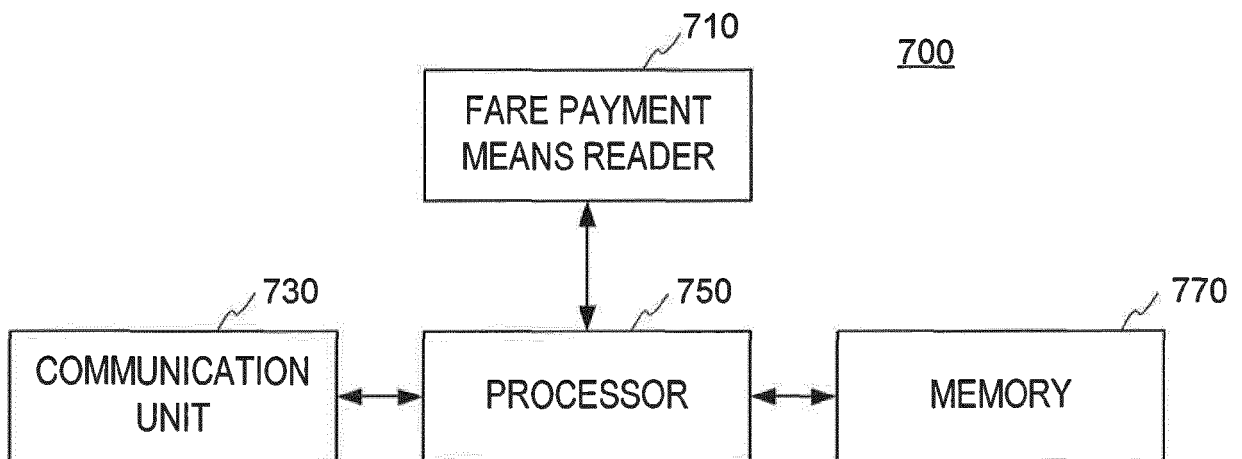 710
700
FARE PAYMENT
MEANS READER
730
750
770
COMMUNICATION
UNIT
PROCESSOR
MEMORY